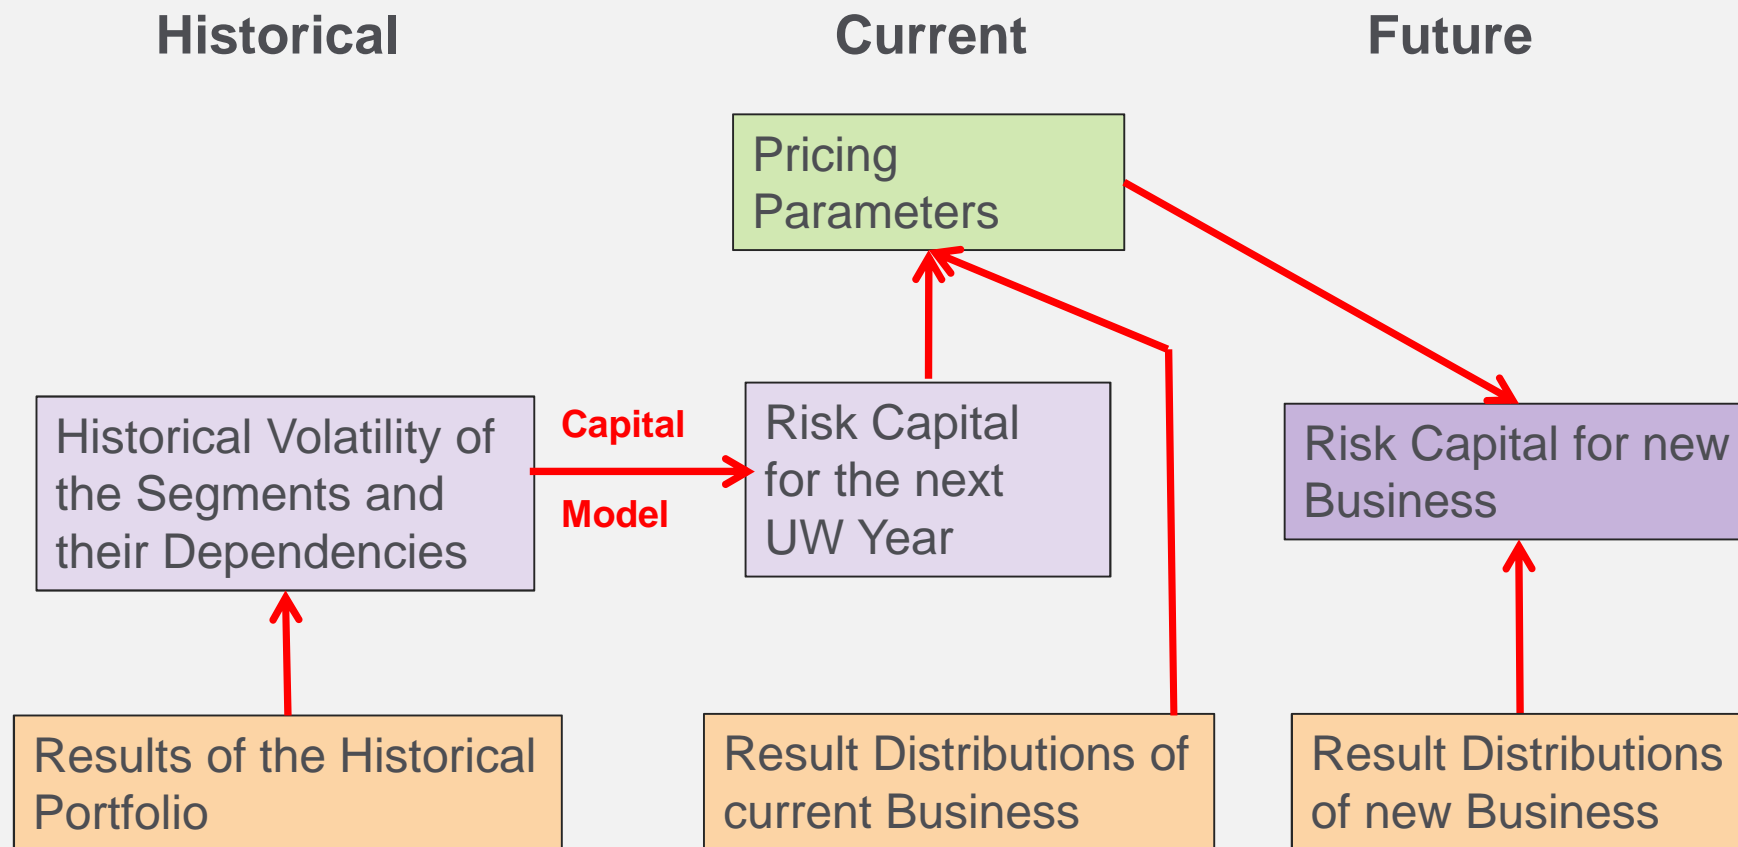 Historical
Current
Future
Pricing
Parameters
Historical Volatility of
the Segments and
their Dependencies
Capital
Model
Risk Capital
for the next
UW Year
Risk Capital for new
Business
Results of the Historical
Portfolio
Result Distributions of
current Business
Result Distributions
of new Business